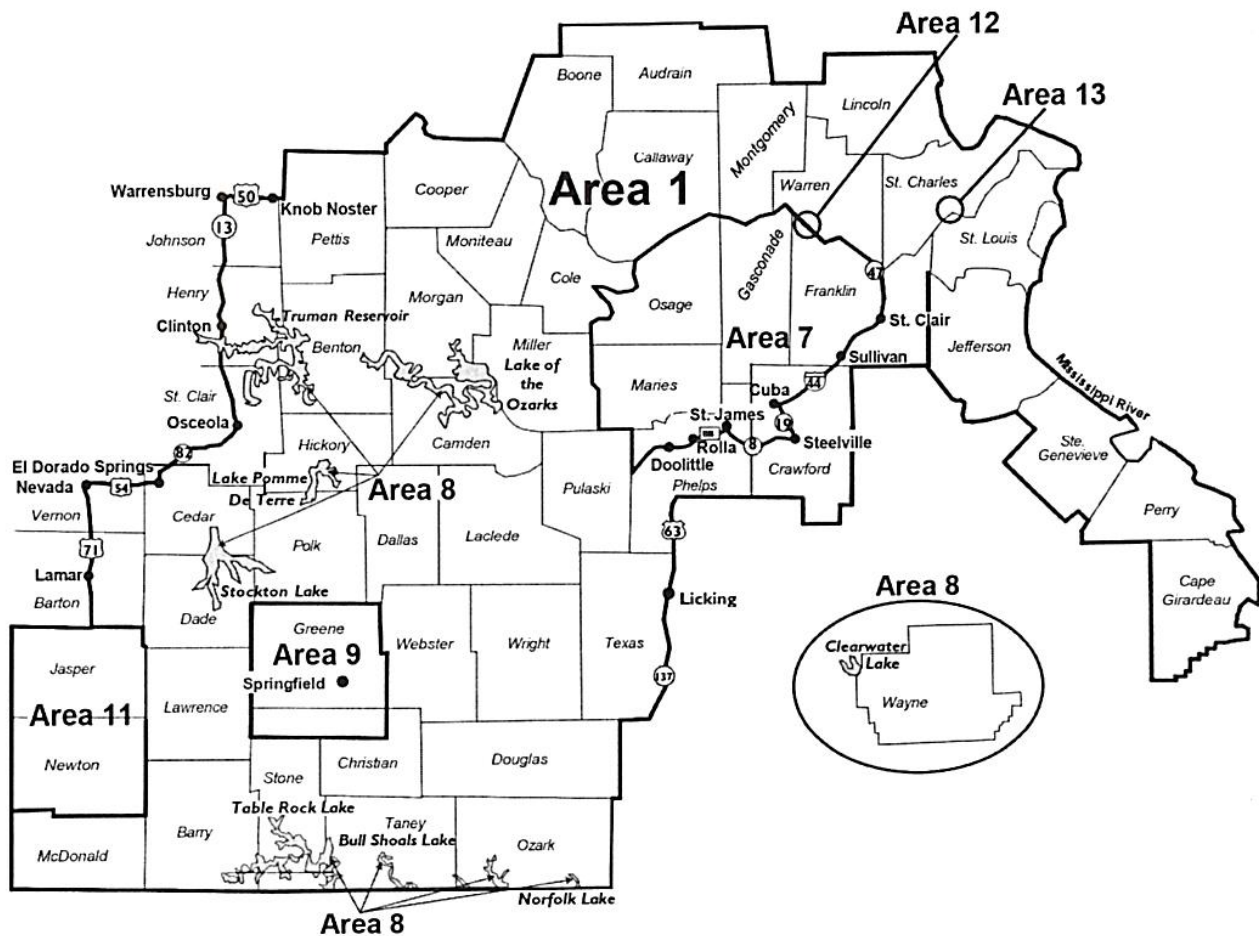 Area 12
Boone
Audrain
Lincoln
Area 13
Montgomery
Callaway
Warrensburg
50
Knob Noster
Cooper
Area 1
Warren
St. Charles
13
Johnson
Pettis
Moniteau
St. Louis
Gasconade
Cole
47
Henry
Morgan
Osage
Franklin
Truman Reservoir
Clinton
Benton
Miller
Area 7
St. Clair
Lake of
the
Ozarks
Jefferson
Sullivan
Mississippi River
44
Maries
Cuba
St. Clair
Osceola
St. James
19
Steelville
Hickory
Camden
Rolla
8
82
Doolittle
Crawford
Ste.
Genevieve
El Dorado Springs
Nevada
54
Lake Pomme
De Terre
Area 8
Pulaski
Phelps
Vernon
Cedar
Perry
63
Polk
Dallas
Laclede
71
Lamar
Barton
Stockton Lake
Licking
Area 8
Cape
Girardeau
Dade
Greene
Webster
Wright
Texas
Clearwater
Lake
Jasper
Area 9
Springfield
137
Wayne
Area 11
Lawrence
Newton
Christian
Douglas
Stone
Table Rock Lake
Barry
Taney
Bull Shoals Lake
Ozark
McDonald
Norfolk Lake
Area 8